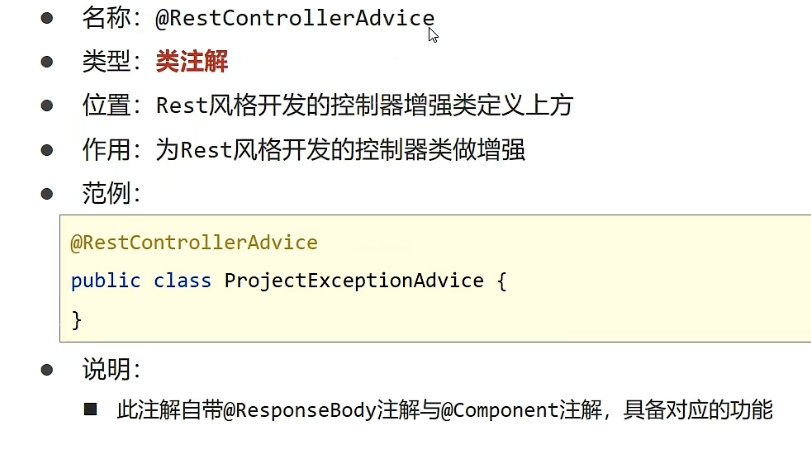 ● 名称：@RestControllerAdvice
● 类型：类注解
● 位置：Rest风格开发的控制器增强类定义上方
● 作用：为Rest风格开发的控制器类做增强
● 范例：
@RestControllerAdvice
public class ProjectExceptionAdvice {
}
● 说明：
■ 此注解自带@ResponseBody注解与@Component注解，具备对应的功能